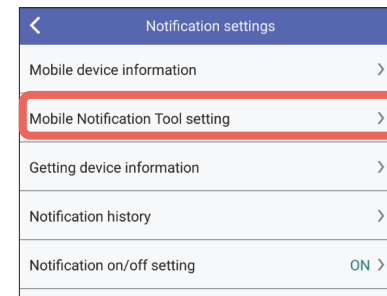 Notification settings
Mobile device information
Mobile Notification Tool setting
Getting device information
Notification history
Notification on/off setting ON